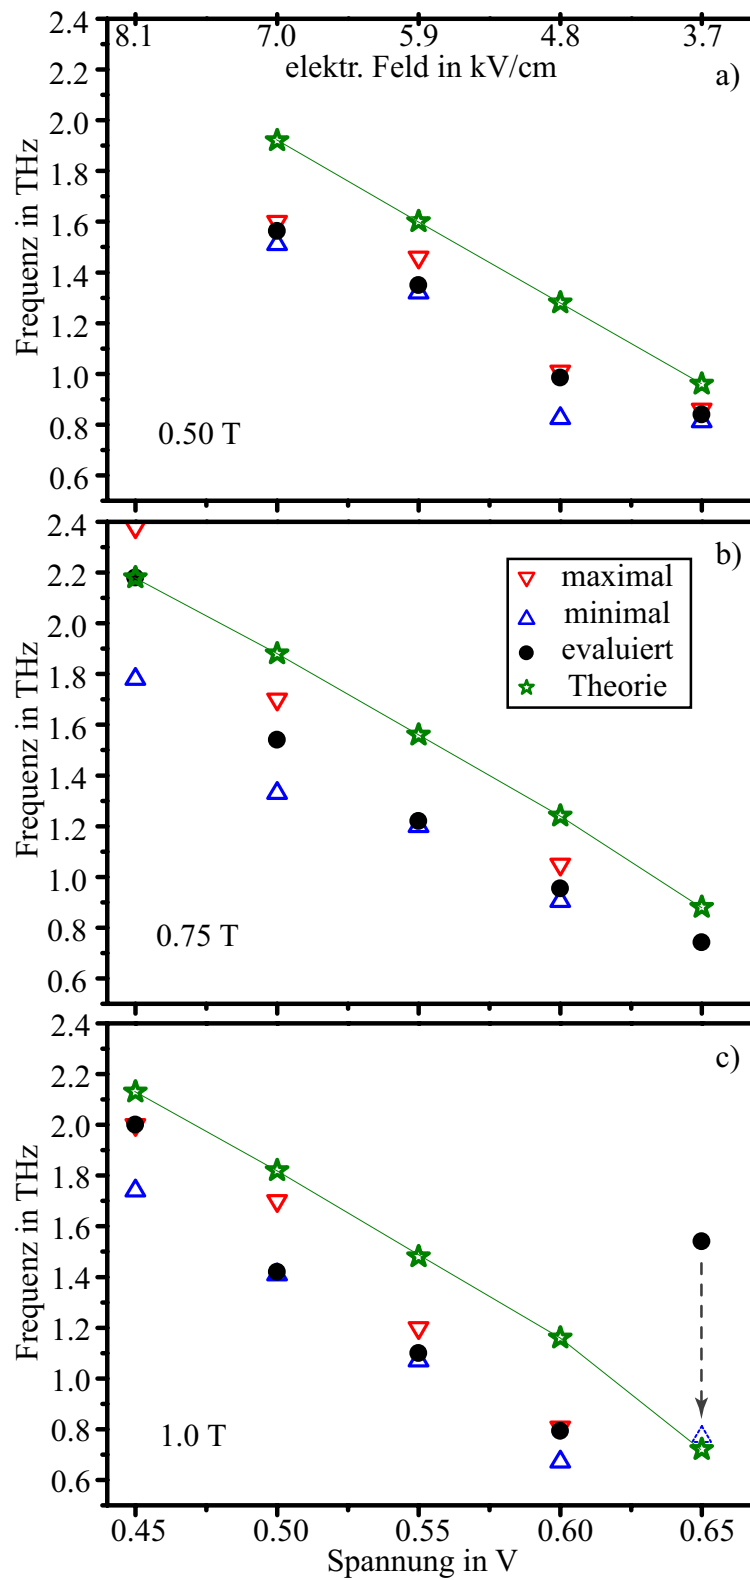 2.4
8.1 7.0 5.9 4.8 3.7
elektr. Feld in kV/cm
a)
2.2
2.0
1.8
1.6
1.4
1.2
1.0
0.8
0.6
Frequenz in THz
0.50 T
2.4
b)
2.2
2.0
1.8
1.6
1.4
1.2
1.0
0.8
0.6
Frequenz in THz
maximal
minimal
evaluiert
Theorie
0.75 T
2.4
c)
2.2
2.0
1.8
1.6
1.4
1.2
1.0
0.8
0.6
Frequenz in THz
1.0 T
0.45 0.50 0.55 0.60 0.65
Spannung in V